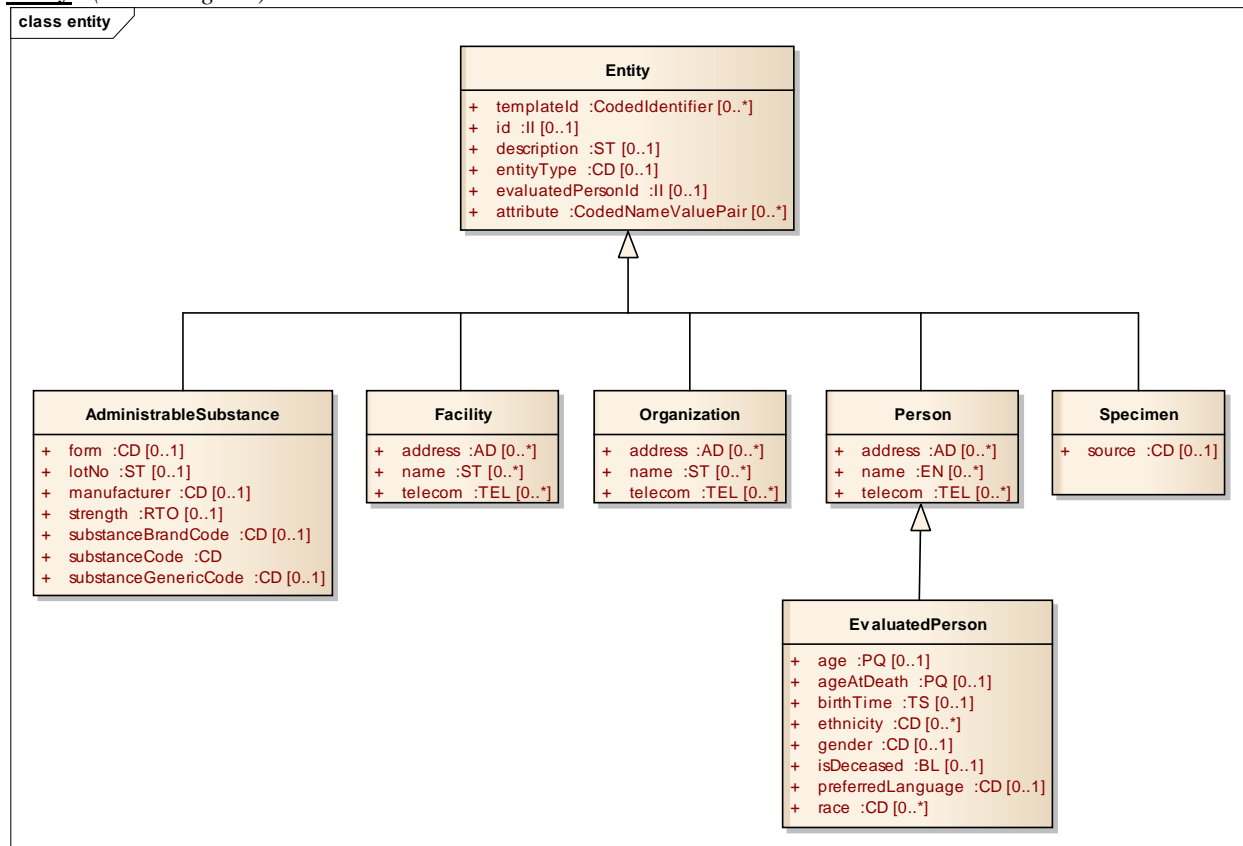 class entity
Entity
+ templateId :CodedIdentifier [0..*]
+ id :II [0..1]
+ description :ST [0..1]
+ entityType :CD [0..1]
+ evaluatedPersonId :II [0..1]
+ attribute :CodedNameValuePair [0..*]
AdministrableSubstance
+ form :CD [0..1]
+ lotNo :ST [0..1]
+ manufacturer :CD [0..1]
+ strength :RTO [0..1]
+ substanceBrandCode :CD [0..1]
+ substanceCode :CD
+ substanceGenericCode :CD [0..1]
Facility
+ address :AD [0..*]
+ name :ST [0..*]
+ telecom :TEL [0..*]
Organization
+ address :AD [0..*]
+ name :ST [0..*]
+ telecom :TEL [0..*]
Person
+ address :AD [0..*]
+ name :EN [0..*]
+ telecom :TEL [0..*]
Specimen
+ source :CD [0..1]
EvaluatedPerson
+ age :PQ [0..1]
+ ageAtDeath :PQ [0..1]
+ birthTime :TS [0..1]
+ ethnicity :CD [0..*]
+ gender :CD [0..1]
+ isDeceased :BL [0..1]
+ preferredLanguage :CD [0..1]
+ race :CD [0..*]